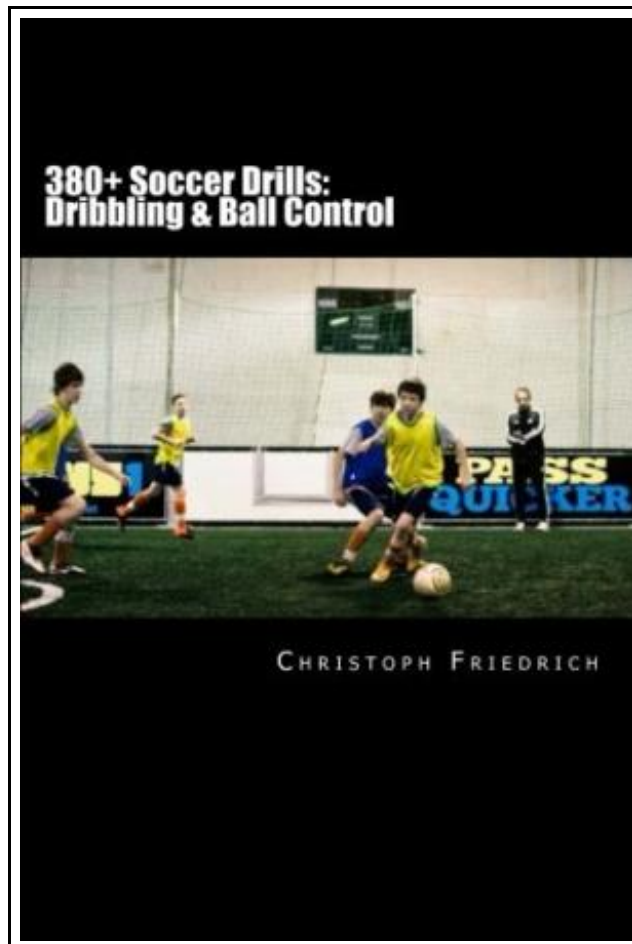 380+ Soccer Drills:
Dribbling & Ball Control
PASS
QUICKER
CHRISTOPH FRIEDRICH